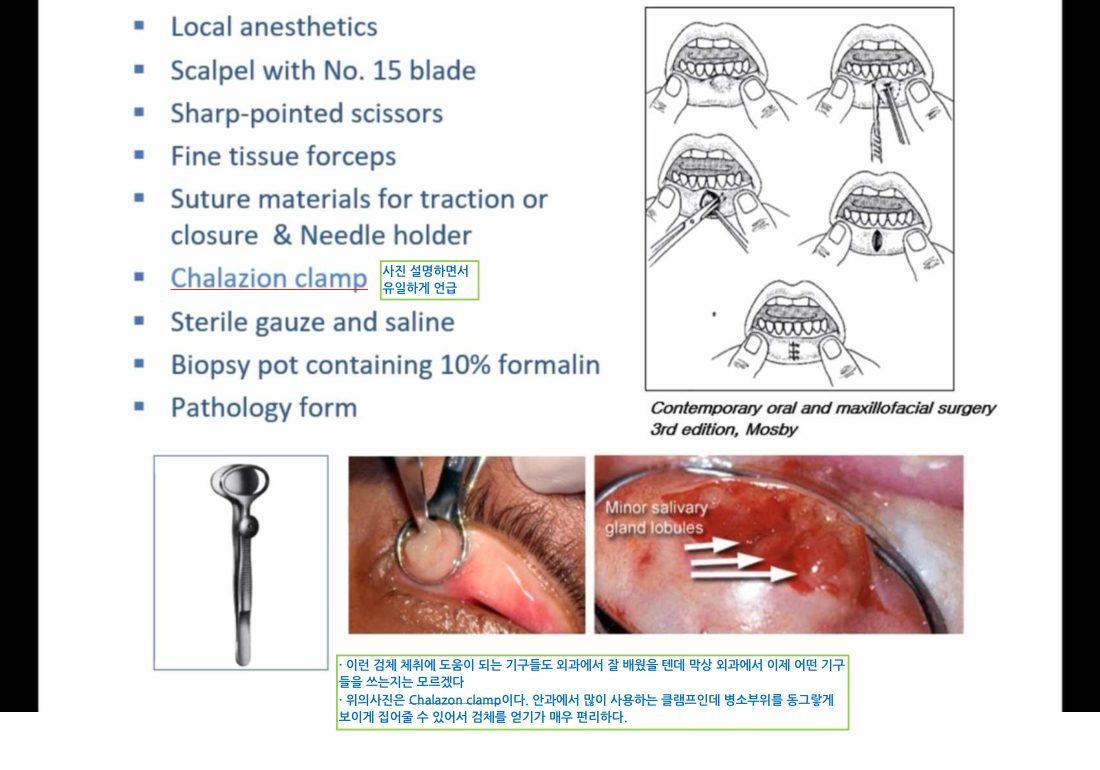 ▪ Local anesthetics
▪ Scalpel with No. 15 blade
▪ Sharp-pointed scissors
▪ Fine tissue forceps
▪ Suture materials for traction or
closure & Needle holder
▪ Chalazion clamp
사진 설명하면서
유일하게 언급
▪ Sterile gauze and saline
▪ Biopsy pot containing 10% formalin
▪ Pathology form
Contemporary oral and maxillofacial surgery
3rd edition, Mosby
Minor salivary
gland lobules
· 이런 검체 체취에 도움이 되는 기구들도 외과에서 잘 배웠을 텐데 막상 외과에서 이제 어떤 기구
들을 쓰는지는 모르겠다
· 위의사진은 Chalazon clamp이다. 안과에서 많이 사용하는 클램프인데 병소부위를 동그랗게
보이게 집어줄 수 있어서 검체를 얻기가 매우 편리하다.